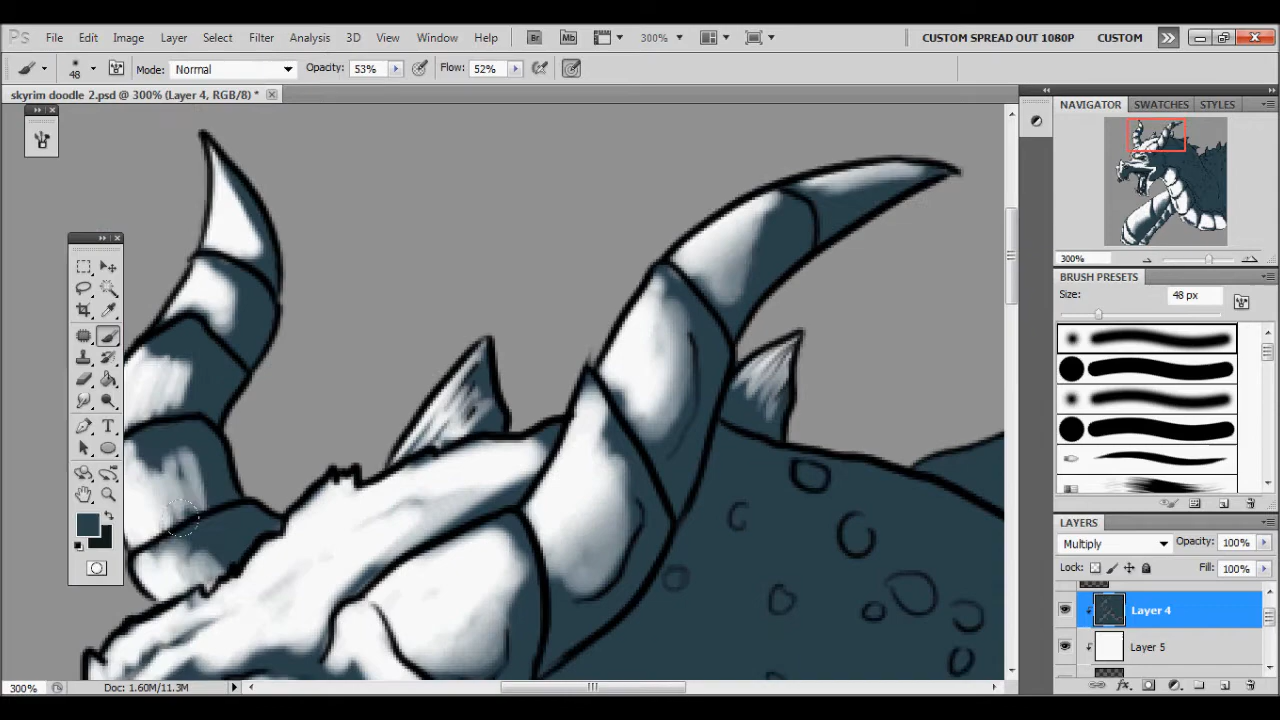 Ps File Edit Image Layer Select Filter Analysis 3D View Window Help Br Mb 300% CUSTOM SPREAD OUT 1080P CUSTOM
48 Mode: Normal Opacity: 53% Flow: 52%
skyrim doodle 2.psd @ 300% (Layer 4, RGB/8) *
NAVIGATOR SWATCHES STYLES
300%
BRUSH PRESETS
Size: 48 px
LAYERS
Multiply Opacity: 100%
Lock: Fill: 100%
Layer 4
Layer 5
T
300% Doc: 1.60M/11.3M